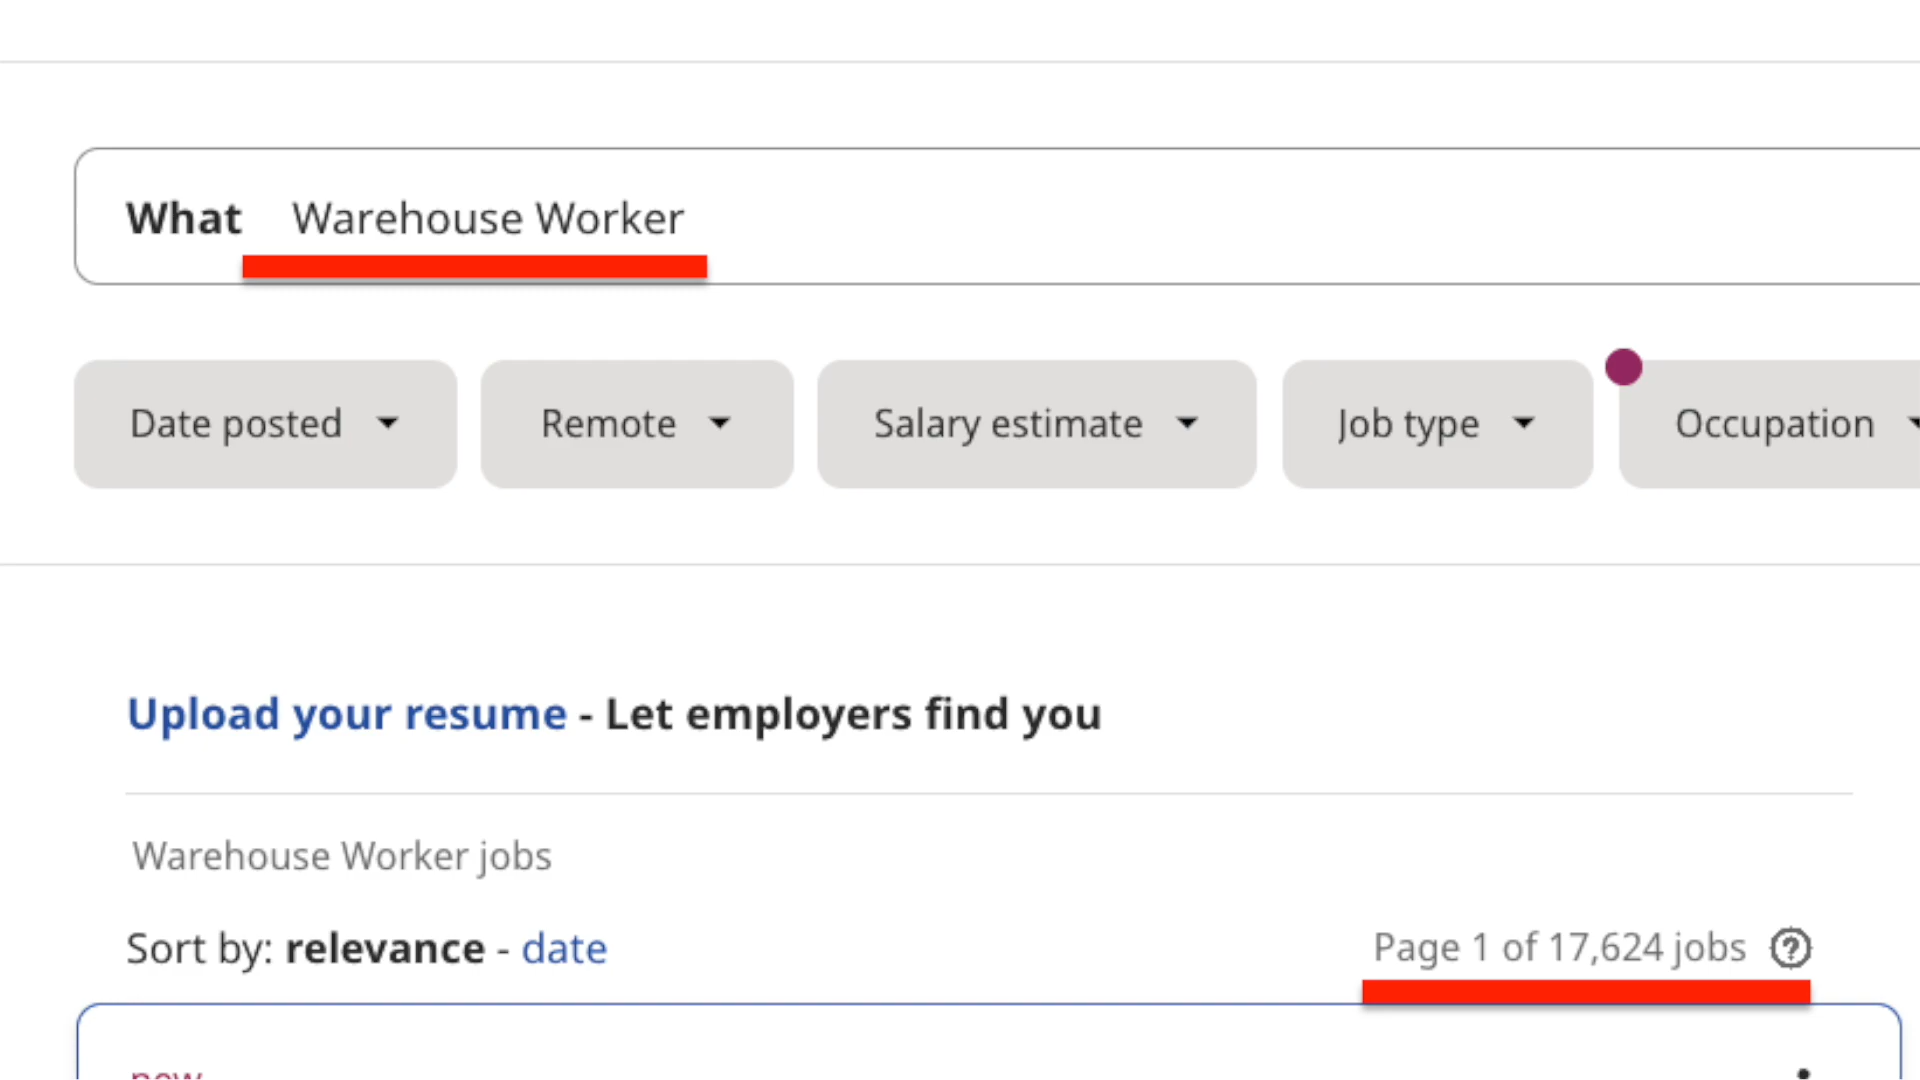 What Warehouse Worker
Date posted Remote Salary estimate Job type Occupation
Upload your resume - Let employers find you
Warehouse Worker jobs
Sort by: relevance - date Page 1 of 17,624 jobs ?
new